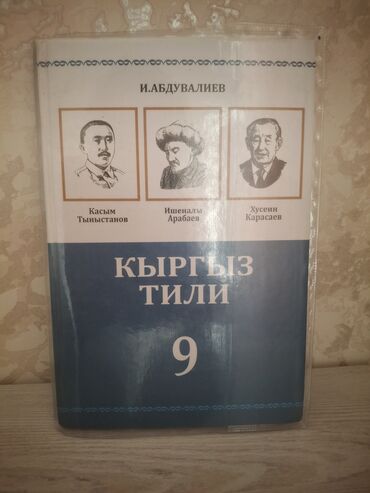 И.АБДУВАЛИЕВ
Касым
Тыныстанов
Ишеналы
Арабаев
Хусеин
Карасаев
КЫРГЫЗ
ТИЛИ
9